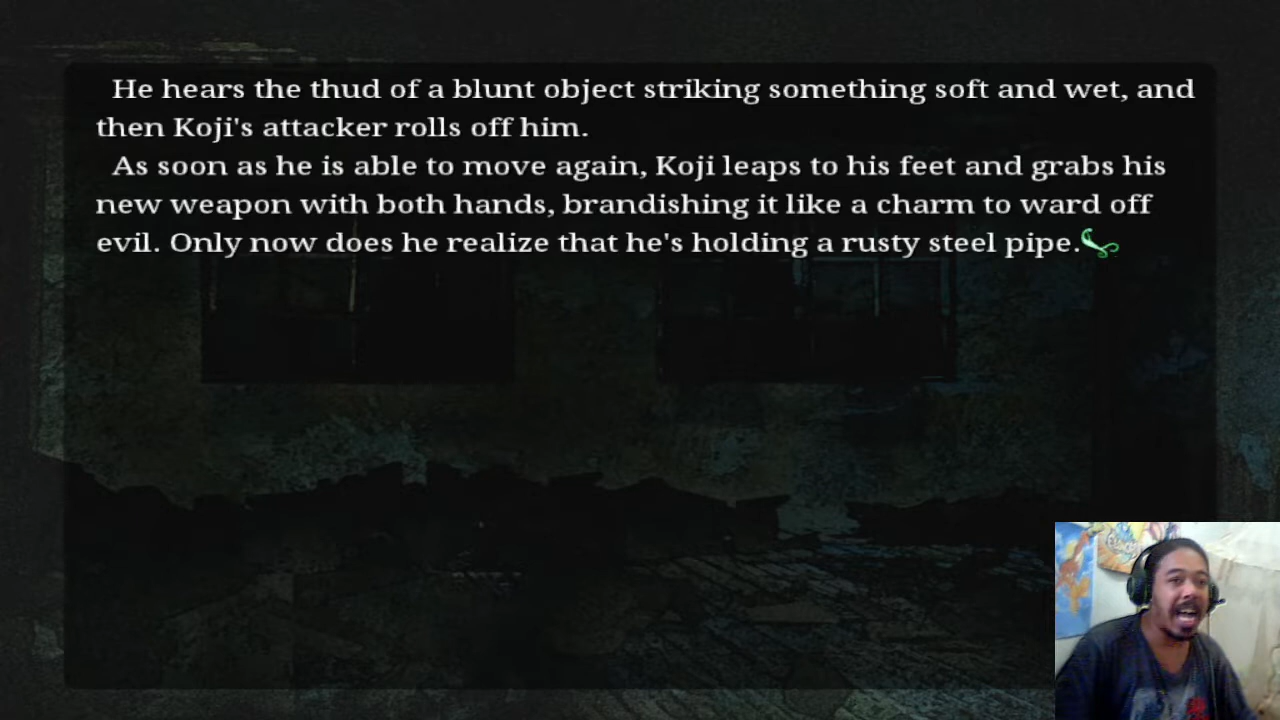 He hears the thud of a blunt object striking something soft and wet, and
then Koji's attacker rolls off him.
As soon as he is able to move again, Koji leaps to his feet and grabs his
new weapon with both hands, brandishing it like a charm to ward off
evil. Only now does he realize that he's holding a rusty steel pipe.